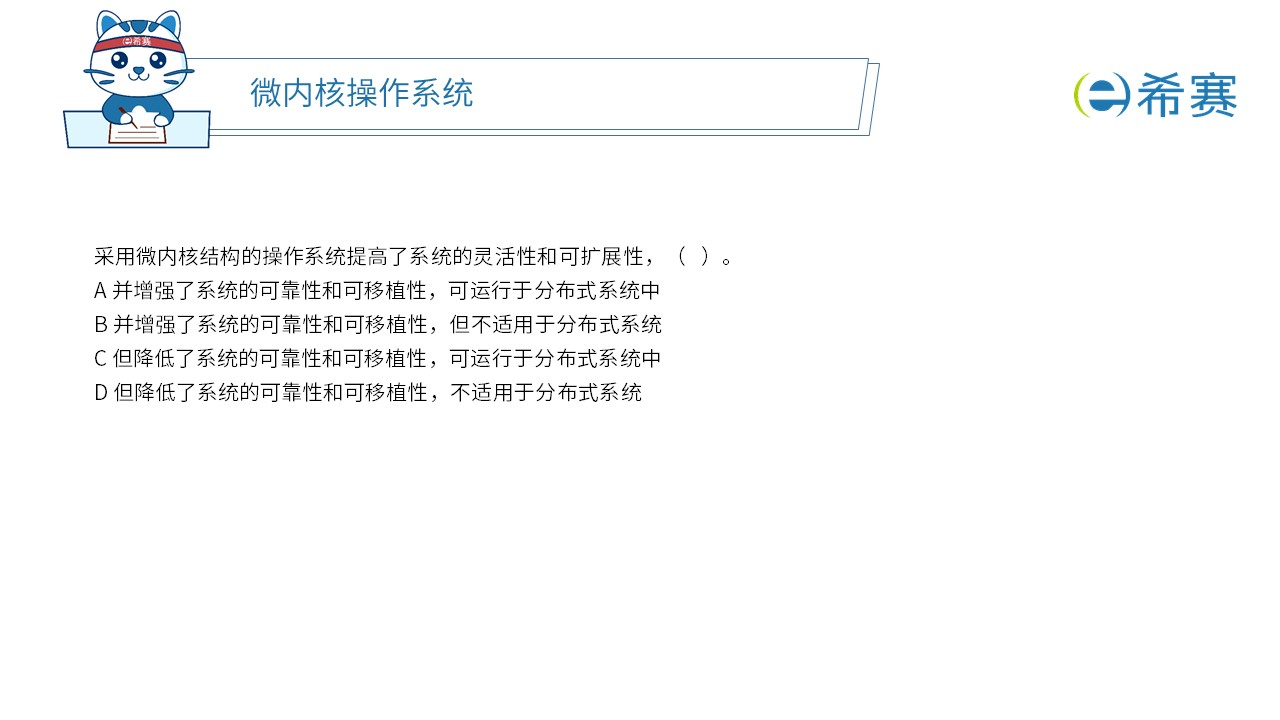 希赛
微内核操作系统
希赛
采用微内核结构的操作系统提高了系统的灵活性和可扩展性，（ ）。
A 并增强了系统的可靠性和可移植性，可运行于分布式系统中
B 并增强了系统的可靠性和可移植性，但不适用于分布式系统
C 但降低了系统的可靠性和可移植性，可运行于分布式系统中
D 但降低了系统的可靠性和可移植性，不适用于分布式系统